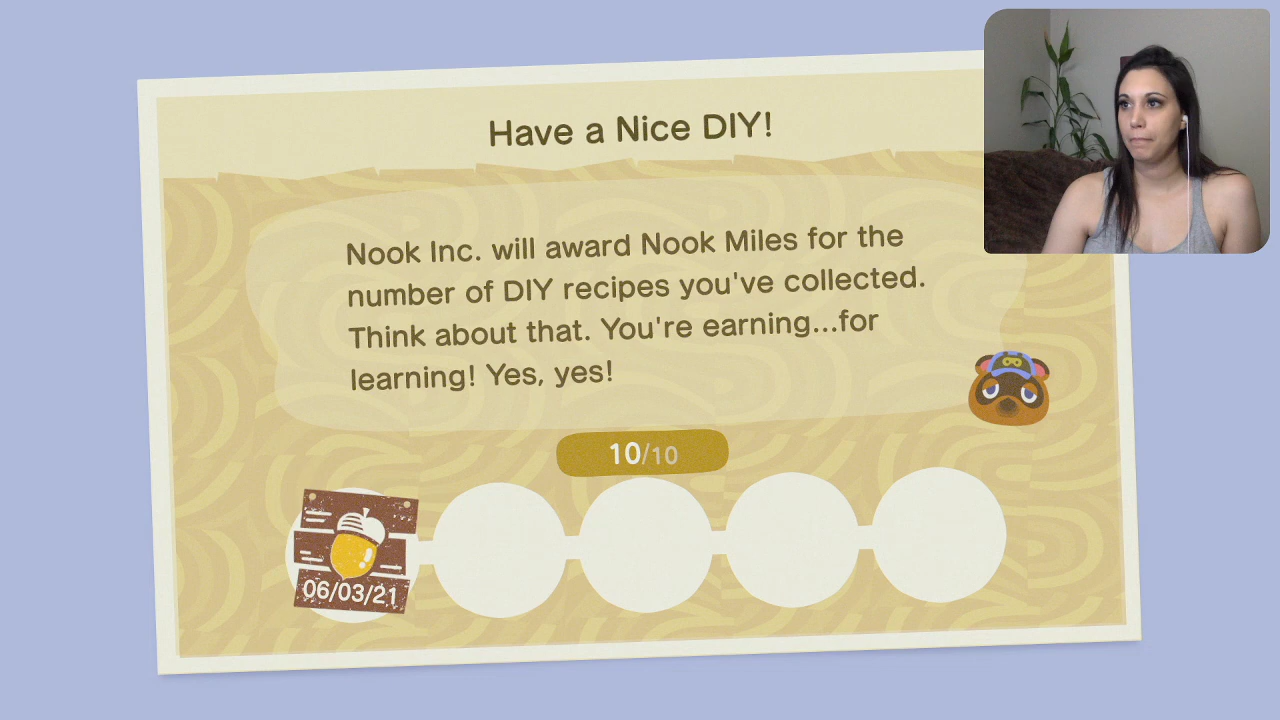 Have a Nice DIY!
Nook Inc. will award Nook Miles for the
number of DIY recipes you've collected.
Think about that. You're earning...for
learning! Yes, yes!
10/10
06/03/21